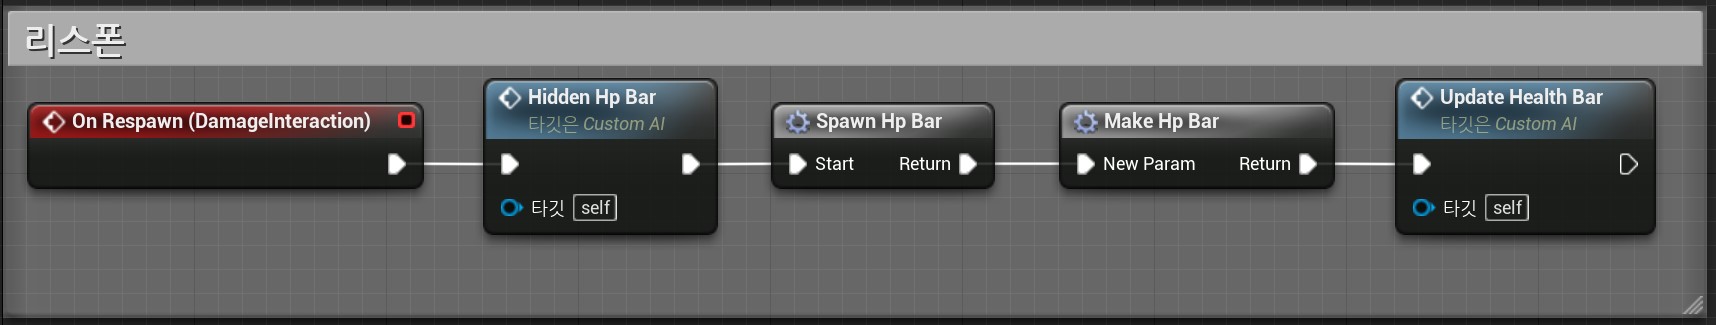 리스폰
On Respawn (DamageInteraction)
Hidden Hp Bar
타깃은 Custom AI
타깃 self
Spawn Hp Bar
Start Return
Make Hp Bar
New Param Return
Update Health Bar
타깃은 Custom AI
타깃 self